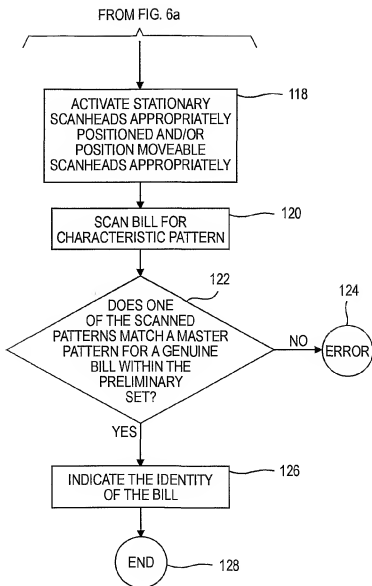 FROM FIG. 6a
118
ACTIVATE STATIONARY
SCANHEADS APPROPRIATELY
POSITIONED AND/OR
POSITION MOVEABLE
SCANHEADS APPROPRIATELY
120
SCAN BILL FOR
CHARACTERISTIC PATTERN
122
DOES ONE
OF THE SCANNED
PATTERNS MATCH A MASTER
PATTERN FOR A GENUINE
BILL WITHIN THE
PRELIMINARY
SET?
124
NO
ERROR
YES
126
INDICATE THE IDENTITY
OF THE BILL
END
128